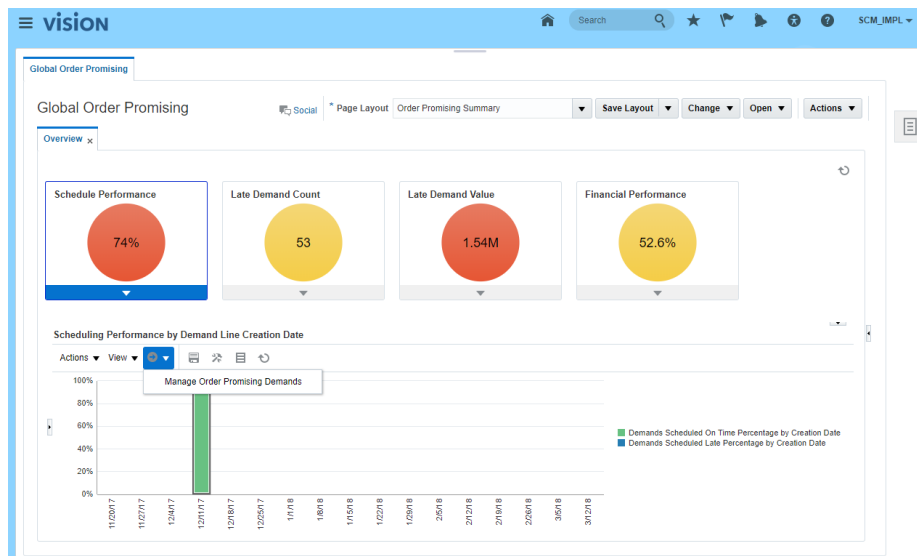 vision
Search
SCM_IMPL
Global Order Promising
Global Order Promising
Social
* Page Layout Order Promising Summary
Save Layout
Change
Open
Actions
Overview x
Schedule Performance
74%
Late Demand Count
53
Late Demand Value
1.54M
Financial Performance
52.6%
Scheduling Performance by Demand Line Creation Date
Actions
View
Manage Order Promising Demands
100%
80%
60%
40%
20%
0%
11/20/17
11/27/17
12/4/17
12/11/17
12/18/17
12/25/17
1/1/18
1/8/18
1/15/18
1/22/18
1/29/18
2/5/18
2/12/18
2/19/18
2/26/18
3/5/18
3/12/18
Demands Scheduled On Time Percentage by Creation Date
Demands Scheduled Late Percentage by Creation Date